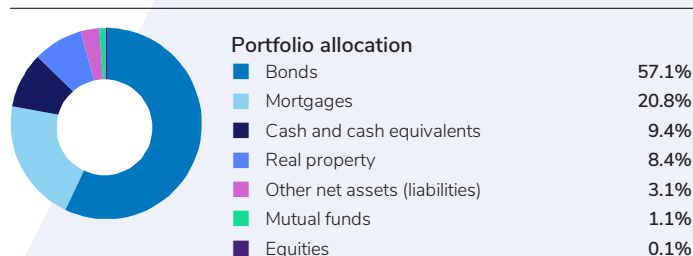 Portfolio allocation
Bonds 57.1%
Mortgages 20.8%
Cash and cash equivalents 9.4%
Real property 8.4%
Other net assets (liabilities) 3.1%
Mutual funds 1.1%
Equities 0.1%